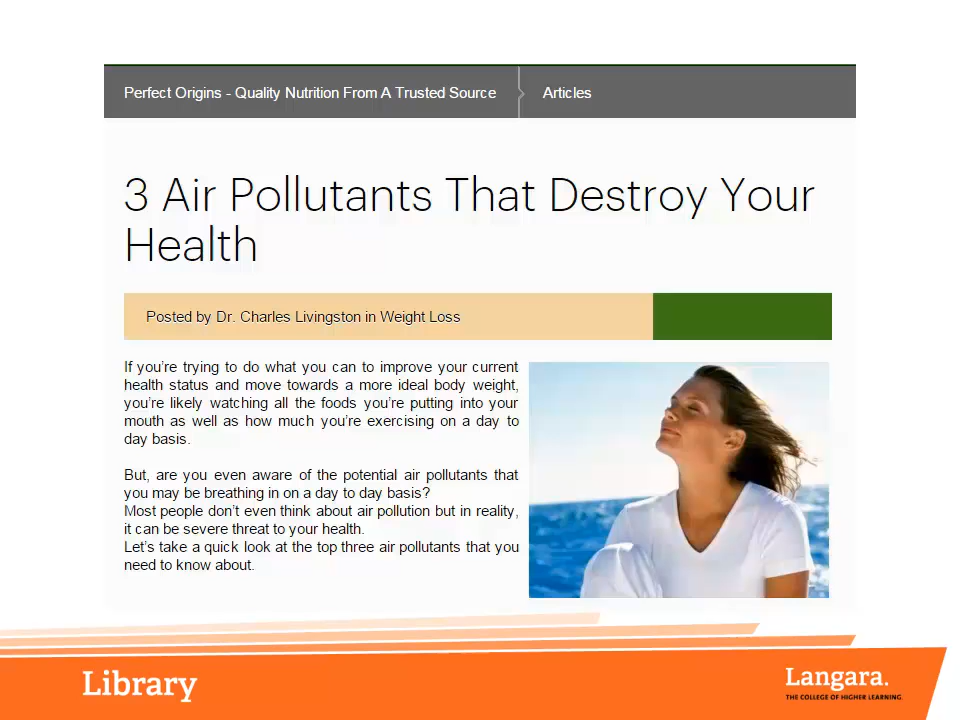 Perfect Origins - Quality Nutrition From A Trusted Source
Articles
3 Air Pollutants That Destroy Your
Health
Posted by Dr. Charles Livingston in Weight Loss
If you're trying to do what you can to improve your current
health status and move towards a more ideal body weight,
you're likely watching all the foods you're putting into your
mouth as well as how much you're exercising on a day to
day basis.
But, are you even aware of the potential air pollutants that
you may be breathing in on a day to day basis?
Most people don't even think about air pollution but in reality,
it can be severe threat to your health.
Let's take a quick look at the top three air pollutants that you
need to know about.
Library
Langara.
THE COLLEGE OF HIGHER LEARNING.